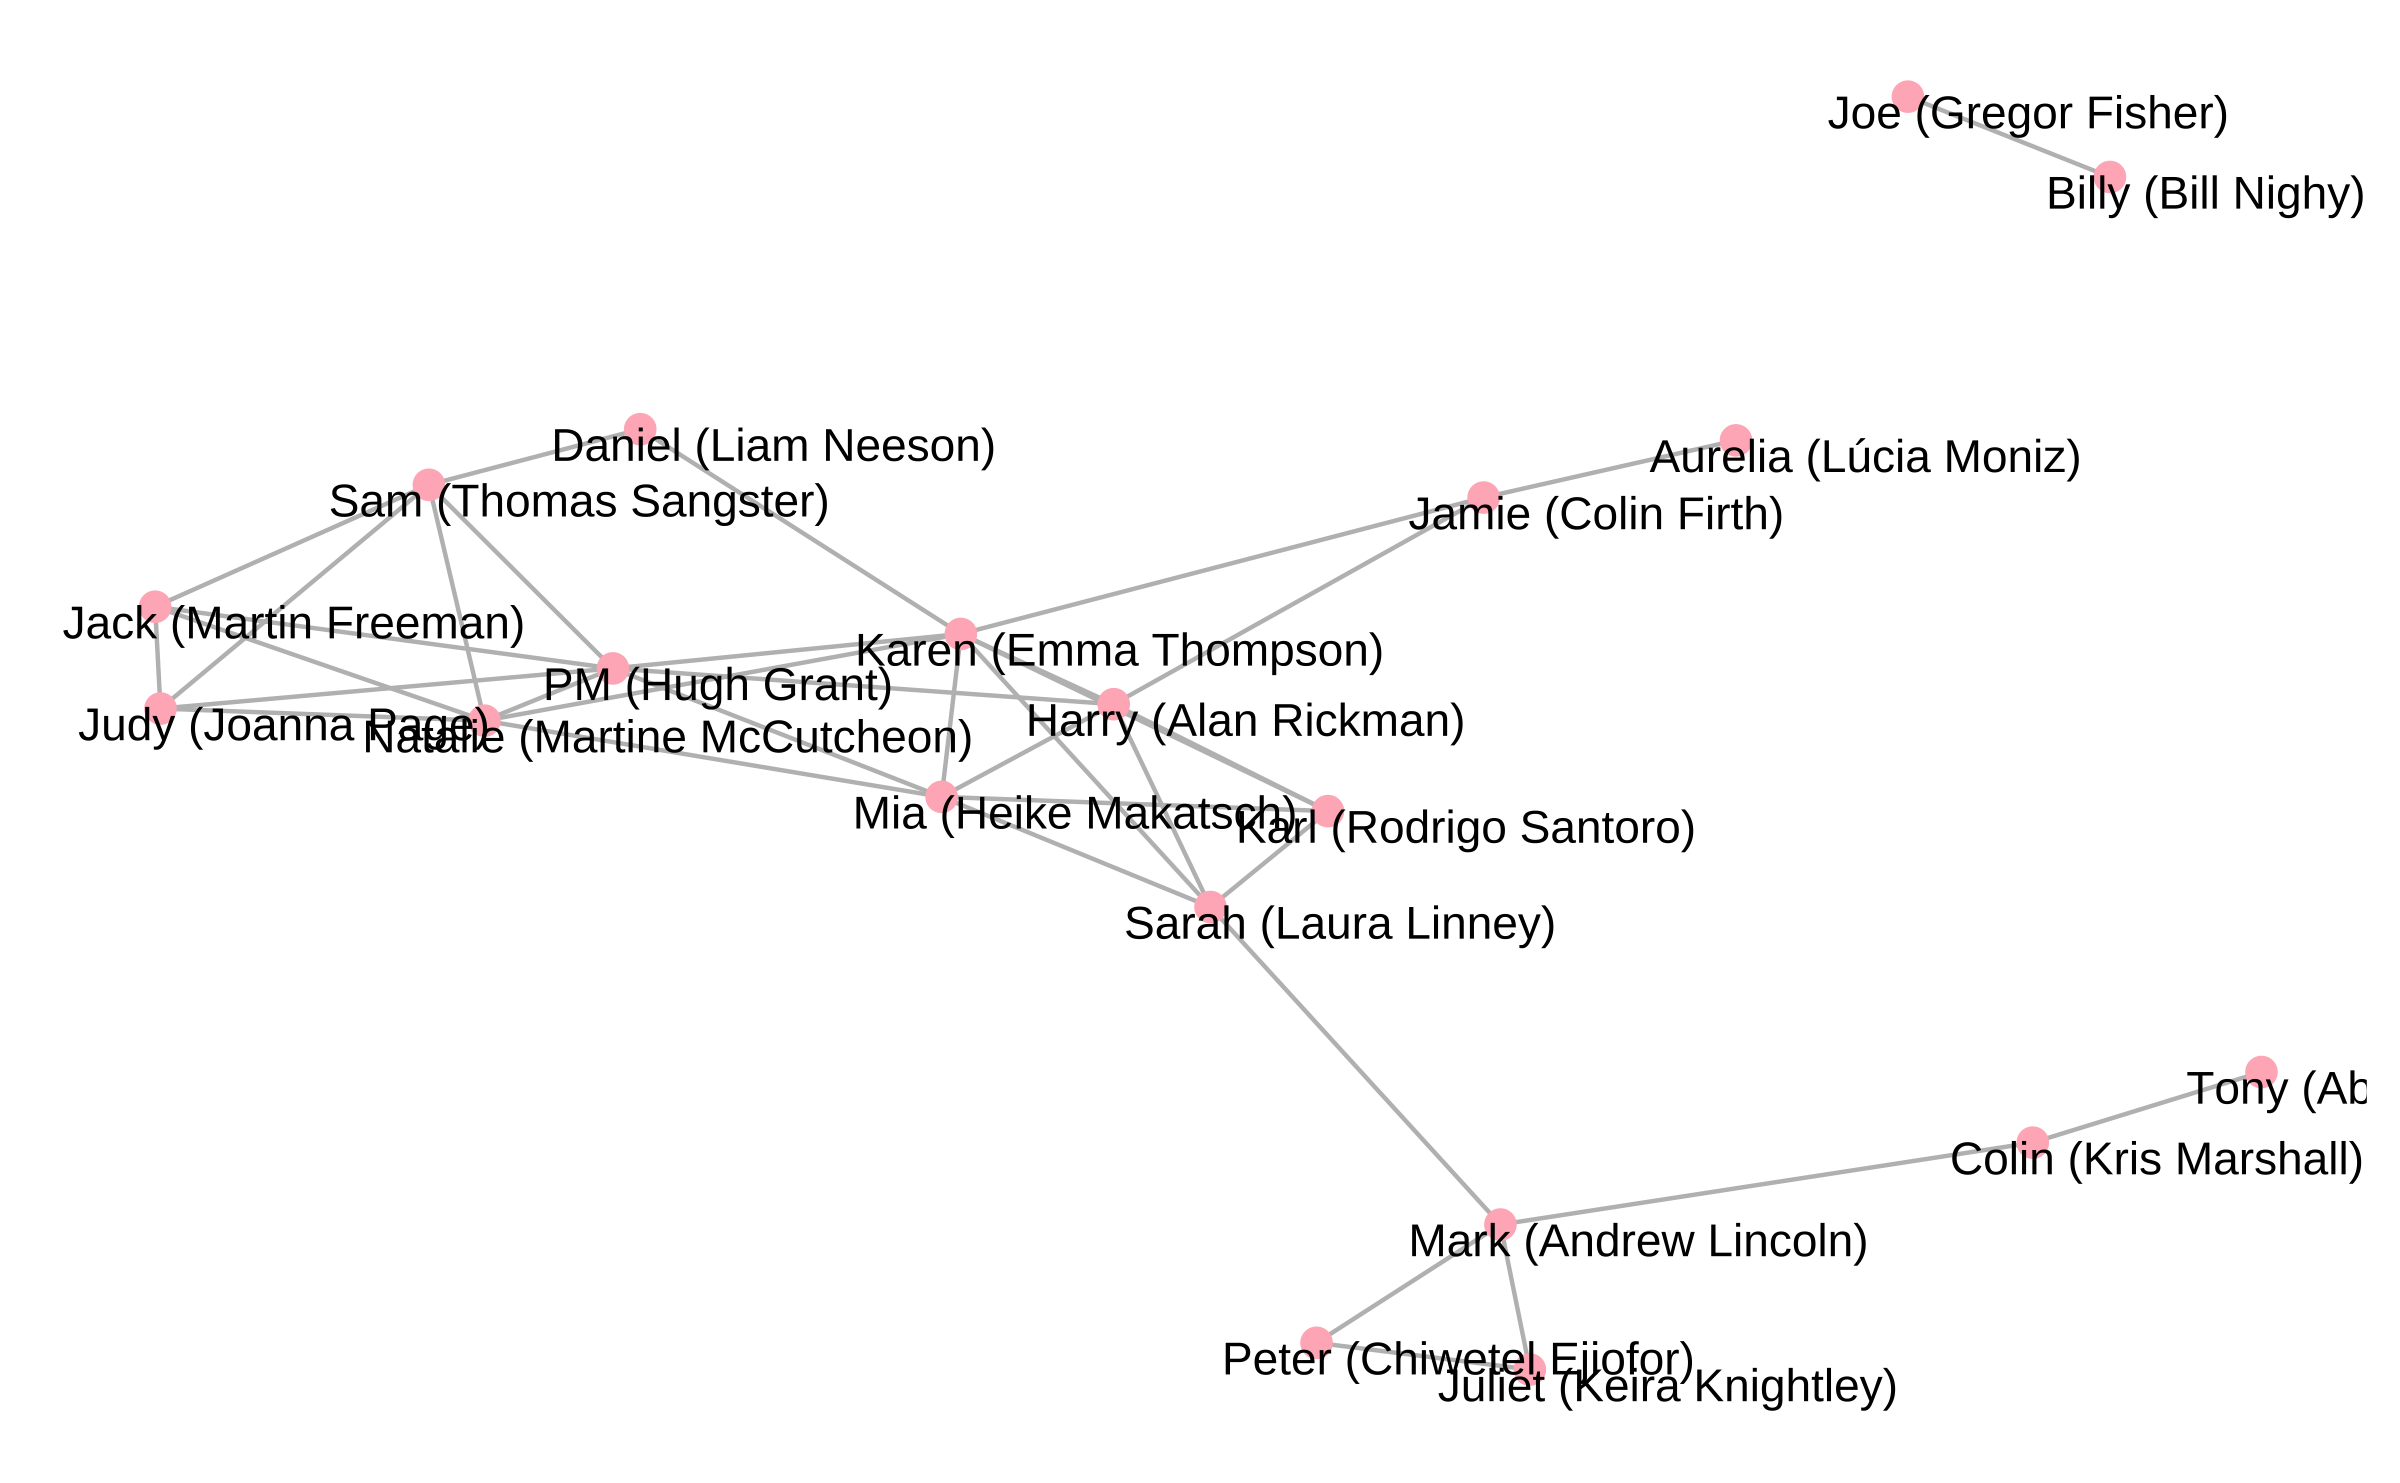 Joe (Gregor Fisher)
Billy (Bill Nighy)
Daniel (Liam Neeson)
Aurelia (Lúcia Moniz)
Sam (Thomas Sangster)
Jamie (Colin Firth)
Jack (Martin Freeman)
Karen (Emma Thompson)
PM (Hugh Grant)
Judy (Joanna Page)
Natalie (Martine McCutcheon)
Harry (Alan Rickman)
Mia (Heike Makatsch)
Karl (Rodrigo Santoro)
Sarah (Laura Linney)
Tony (Ab
Colin (Kris Marshall)
Mark (Andrew Lincoln)
Peter (Chiwetel Ejiofor)
Juliet (Keira Knightley)